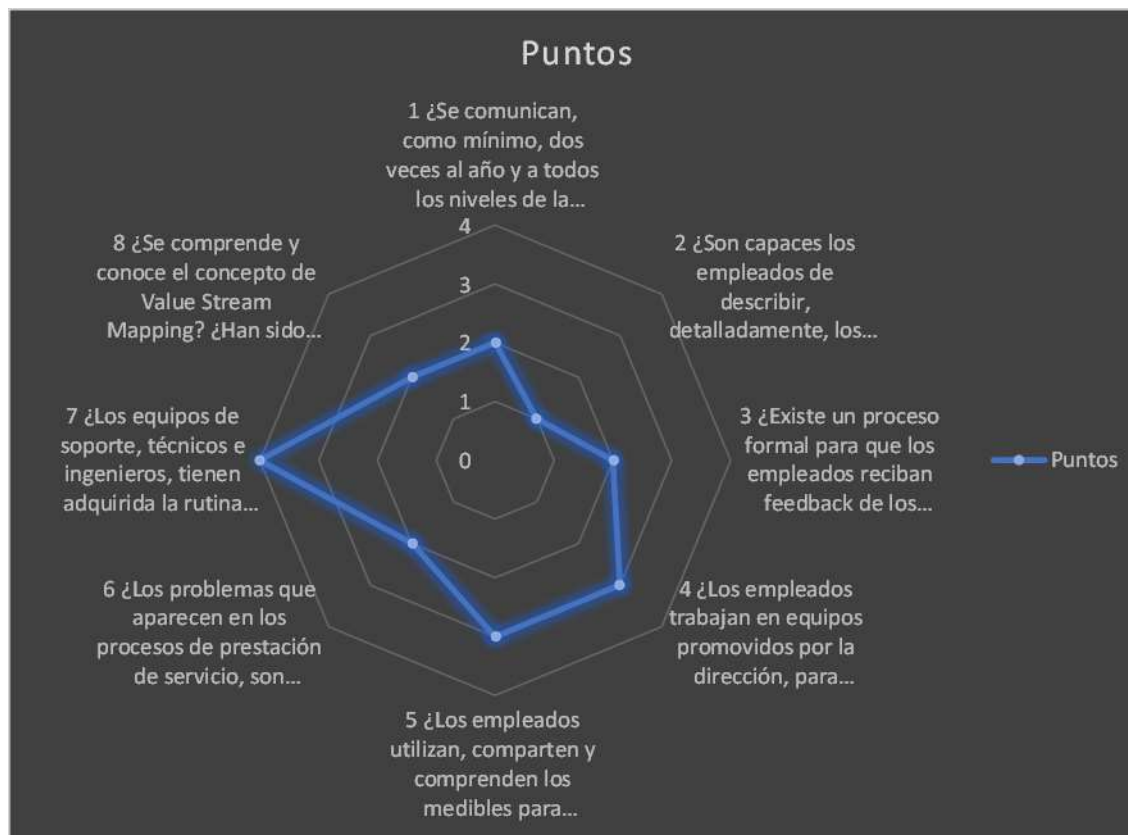 Puntos
1 ¿Se comunican,
como mínimo, dos
veces al año y a todos
los niveles de la...
2 ¿Son capaces los
empleados de
describir,
detalladamente, los...
3 ¿Existe un proceso
formal para que los
empleados reciban
feedback de los...
4 ¿Los empleados
trabajan en equipos
promovidos por la
dirección, para...
5 ¿Los empleados
utilizan, comparten y
comprenden los
medibles para...
6 ¿Los problemas que
aparecen en los
procesos de prestación
de servicio, son...
7 ¿Los equipos de
soporte, técnicos e
ingenieros, tienen
adquirida la rutina...
8 ¿Se comprende y
conoce el concepto de
Value Stream
Mapping? ¿Han sido...
4
3
2
1
0
Puntos